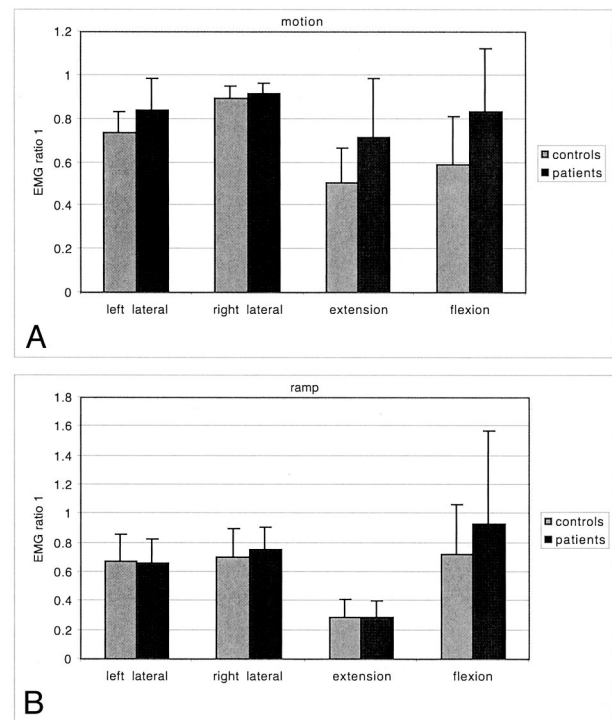 motion
1.2
1
0.8
0.6
0.4
0.2
0
EMG ratio 1
left lateral right lateral extension flexion
controls
patients
A
ramp
1.8
1.6
1.4
1.2
1
0.8
0.6
0.4
0.2
0
EMG ratio 1
left lateral right lateral extension flexion
controls
patients
B